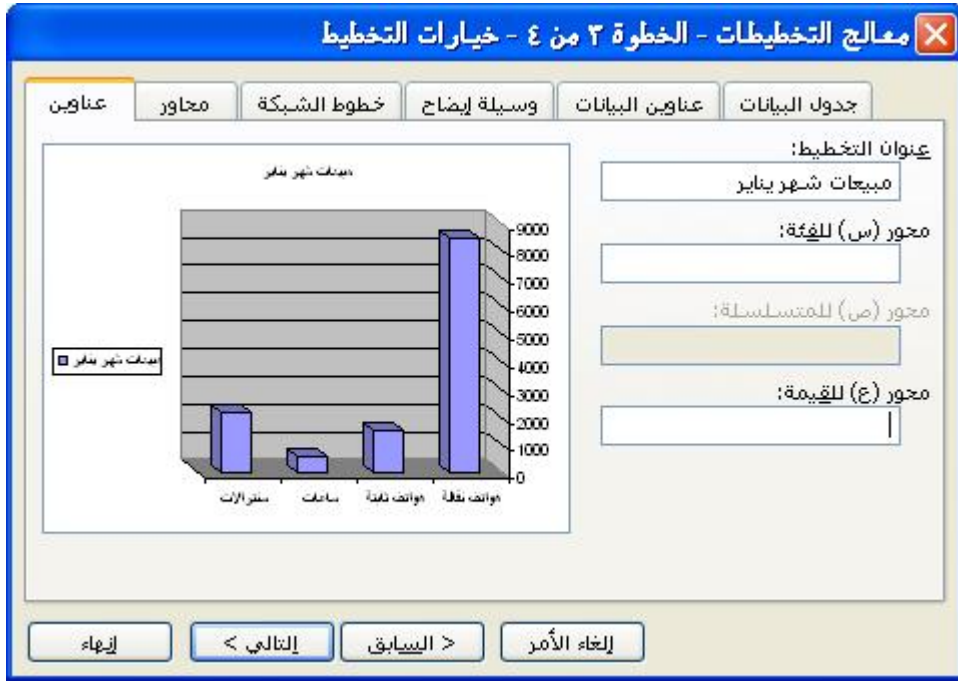 معالج التخطيطات - الخطوة ٣ من ٤ - خيارات التخطيط
عناوين
محاور
خطوط الشبكة
وسيلة إيضاح
عناوين البيانات
جدول البيانات
عنوان التخطيط:
مبيعات شهر يناير
محور (س) للفئة:
محور (ص) للمتسلسلة:
محور (ع) للقيمة:
مبيعات شهر يناير
9000
8000
7000
6000
5000
4000
3000
2000
1000
0
هواتف نقالة
هواتف ثابتة
ساعات
سنترالات
مبيعات شهر يناير
إلغاء الأمر
< السابق
التالي >
إنهاء